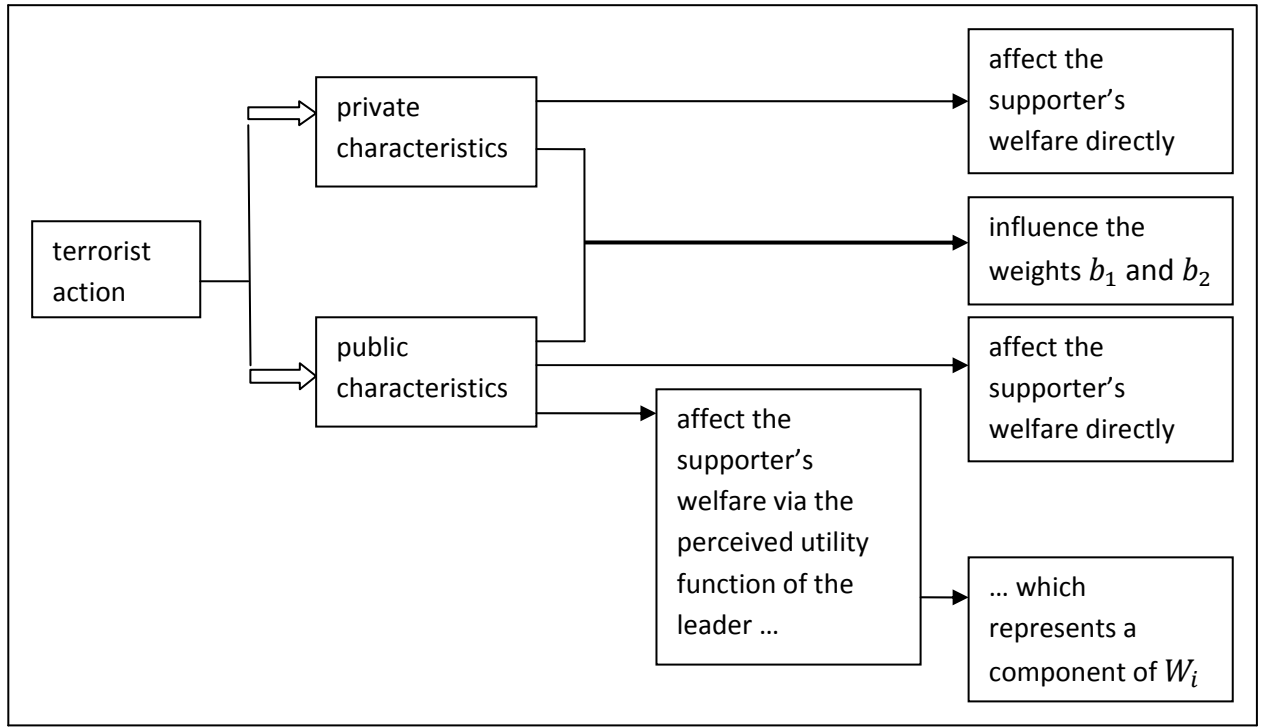 terrorist
action
private
characteristics
public
characteristics
affect the
supporter’s
welfare directly
influence the
weights b₁ and b₂
affect the
supporter’s
welfare directly
affect the
supporter’s
welfare via the
perceived utility
function of the
leader …
… which
represents a
component of Wᵢ